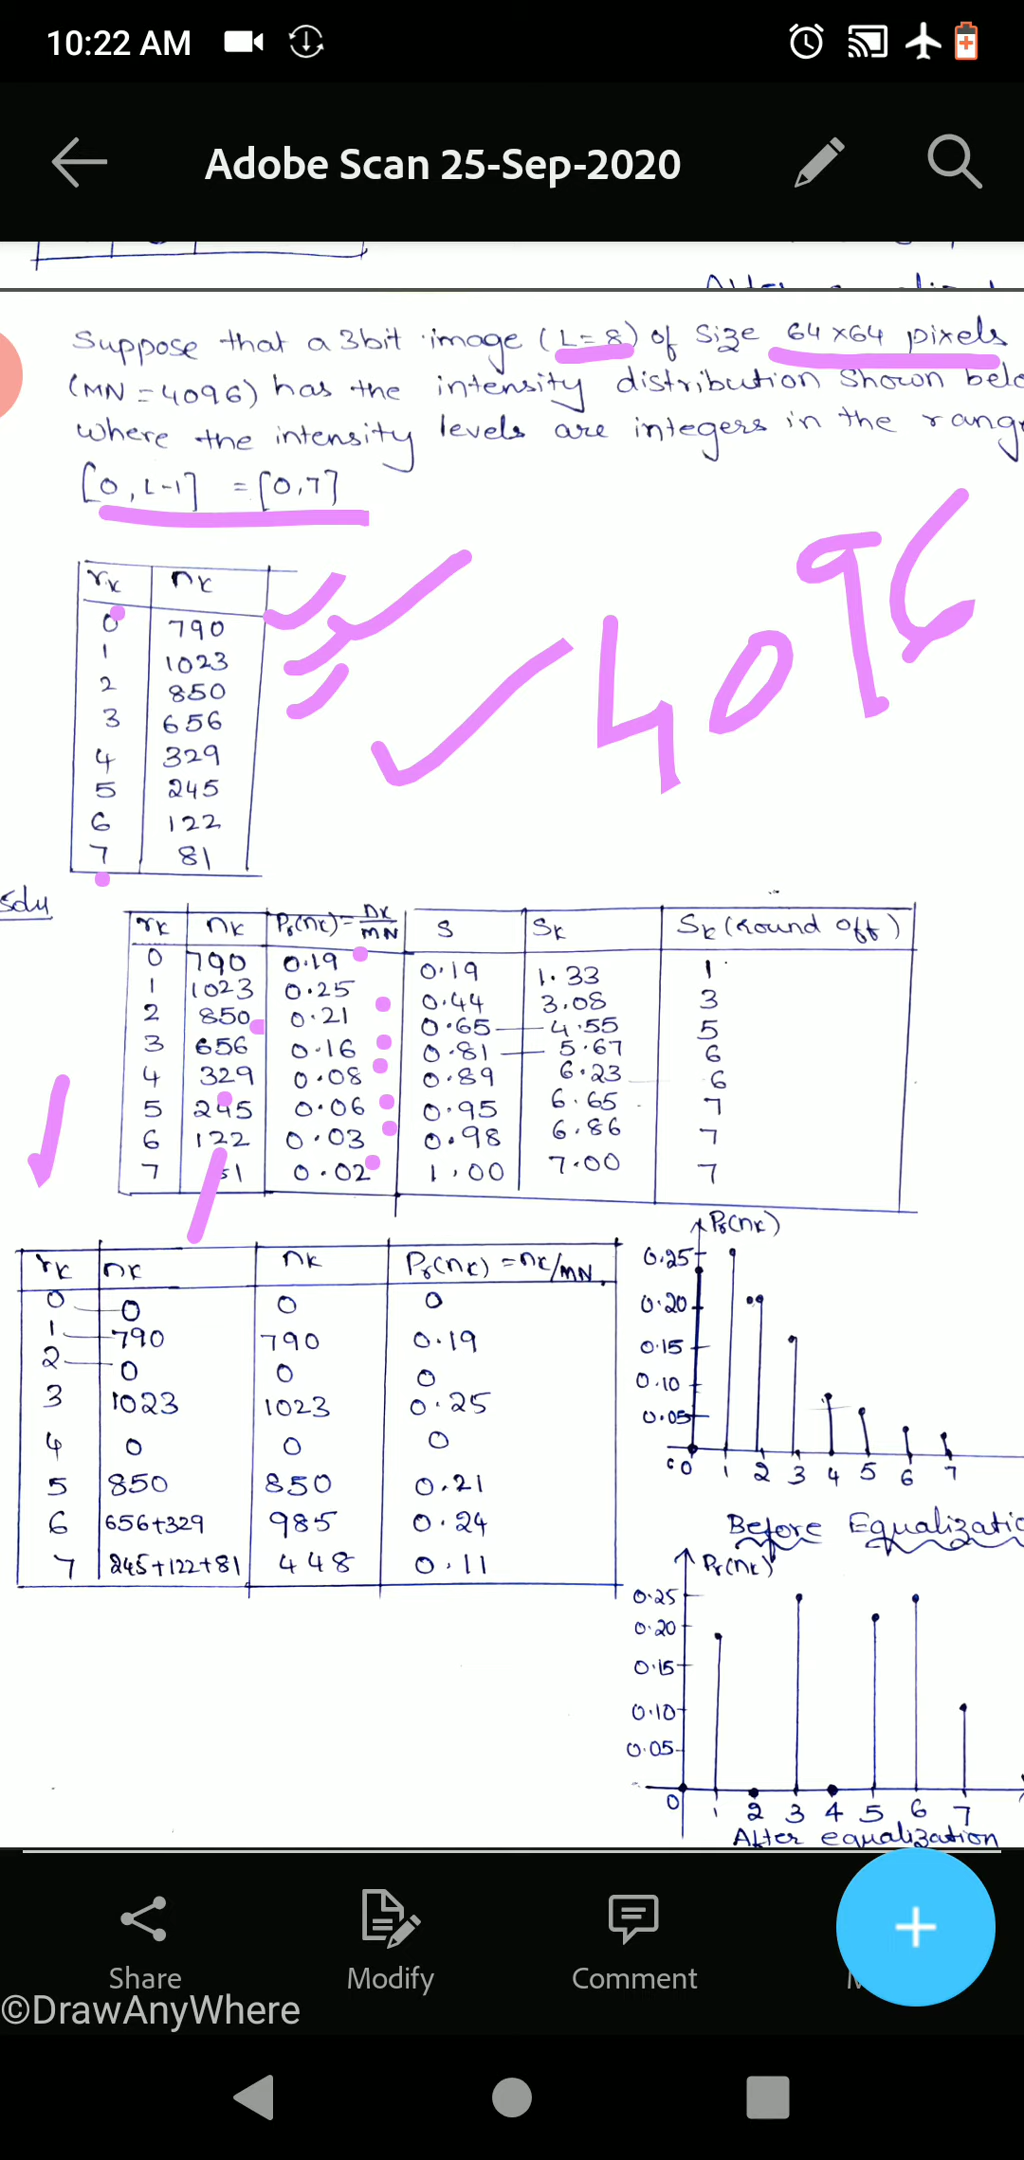 10:22 AM
Adobe Scan 25-Sep-2020
Suppose that a 3bit image (L=8) of Size 64x64 pixels
(MN=4096) has the intensity distribution Shown belo
where the intensity levels are integers in the rang
[0, L-1] = [0,7]
4096
rk nk
0 790
1 1023
2 850
3 656
4 329
5 245
6 122
7 81
Solu
rk nk Pr(nk)=nk/MN S Sk Sk (round off)
0 790 0.19 0.19 1.33 1
1 1023 0.25 0.44 3.08 3
2 850 0.21 0.65 4.55 5
3 656 0.16 0.81 5.67 6
4 329 0.08 0.89 6.23 6
5 245 0.06 0.95 6.65 7
6 122 0.03 0.98 6.86 7
7 1 0.02 1.00 7.00 7
rk nk nk Pr(nk)=nk/MN
0 0 0 0
1 790 790 0.19
2 0 0 0
3 1023 1023 0.25
4 0 0 0
5 850 850 0.21
6 656+329 985 0.24
7 245+122+81 448 0.11
Pr(nk)
0.25
0.20
0.15
0.10
0.05
0 1 2 3 4 5 6 7
Before Equalizatio
Pr(nk)
0.25
0.20
0.15
0.10
0.05
0 1 2 3 4 5 6 7
After equalization
Share Modify Comment
©DrawAnyWhere